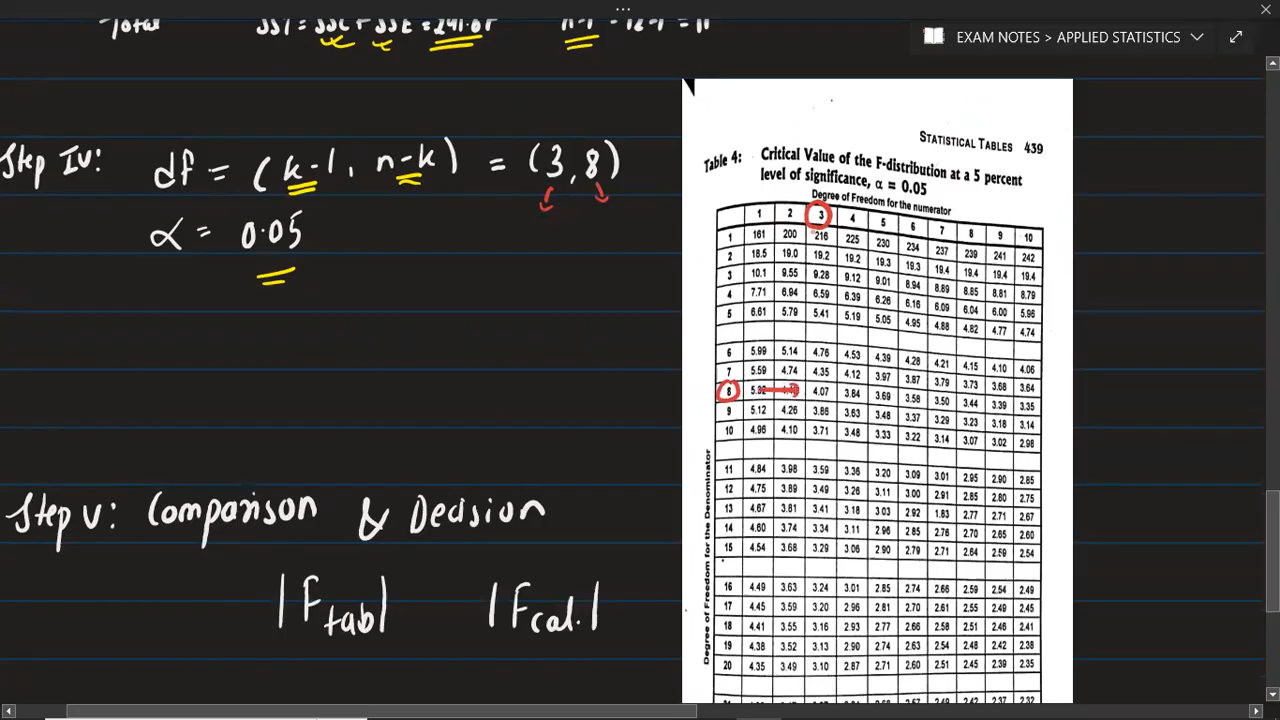 Total SST = SSC + SSE = 241.67 n-1 = 12-1 = 11
EXAM NOTES > APPLIED STATISTICS
Step IV: df = (k-1, n-k) = (3,8)
α = 0.05
Step V: Comparison & Decision
|Ftab| |Fcal.|
STATISTICAL TABLES 439
Table 4: Critical Value of the F-distribution at a 5 percent
level of significance, α = 0.05
Degree of Freedom for the numerator
1 2 3 4 5 6 7 8 9 10
1 161 200 216 225 230 234 237 239 241 242
2 18.5 19.0 19.2 19.2 19.3 19.3 19.4 19.4 19.4 19.4
3 10.1 9.55 9.28 9.12 9.01 8.94 8.89 8.85 8.81 8.79
4 7.71 6.94 6.59 6.39 6.26 6.16 6.09 6.04 6.00 5.96
5 6.61 5.79 5.41 5.19 5.05 4.95 4.88 4.82 4.77 4.74
6 5.99 5.14 4.76 4.53 4.39 4.28 4.21 4.15 4.10 4.06
7 5.59 4.74 4.35 4.12 3.97 3.87 3.79 3.73 3.68 3.64
8 5.32 4.07 3.84 3.69 3.58 3.50 3.44 3.39 3.35
9 5.12 4.26 3.86 3.63 3.48 3.37 3.29 3.23 3.18 3.14
10 4.96 4.10 3.71 3.48 3.33 3.22 3.14 3.07 3.02 2.98
Degree of Freedom for the Denominator
11 4.84 3.98 3.59 3.36 3.20 3.09 3.01 2.95 2.90 2.85
12 4.75 3.89 3.49 3.26 3.11 3.00 2.91 2.85 2.80 2.75
13 4.67 3.81 3.41 3.18 3.03 2.92 1.83 2.77 2.71 2.67
14 4.60 3.74 3.34 3.11 2.96 2.85 2.76 2.70 2.65 2.60
15 4.54 3.68 3.29 3.06 2.90 2.79 2.71 2.64 2.59 2.54
16 4.49 3.63 3.24 3.01 2.85 2.74 2.66 2.59 2.54 2.49
17 4.45 3.59 3.20 2.96 2.81 2.70 2.61 2.55 2.49 2.45
18 4.41 3.55 3.16 2.93 2.77 2.66 2.58 2.51 2.46 2.41
19 4.38 3.52 3.13 2.90 2.74 2.63 2.54 2.48 2.42 2.38
20 4.35 3.49 3.10 2.87 2.71 2.60 2.51 2.45 2.39 2.35